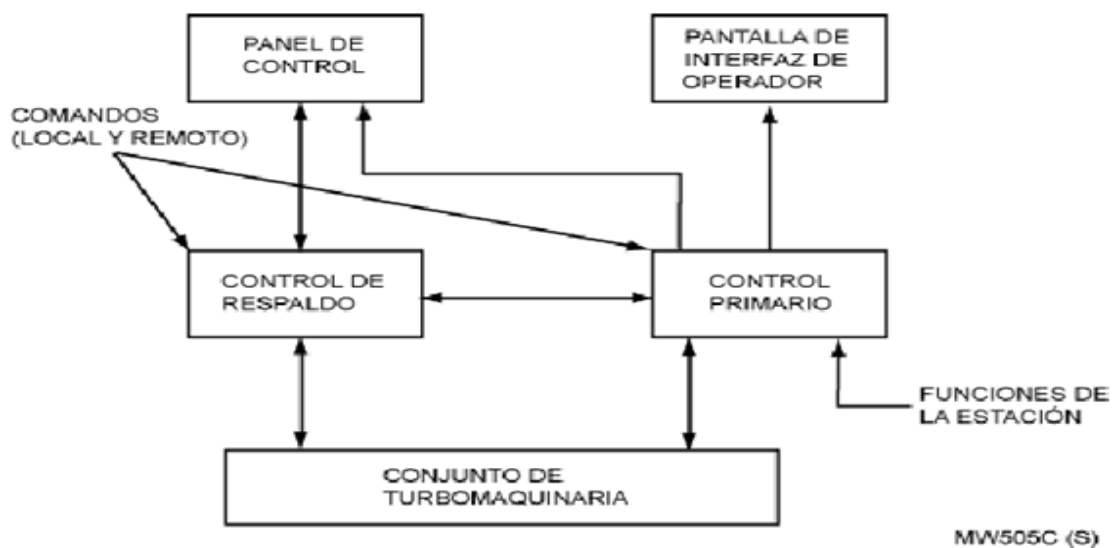 PANEL DE
CONTROL
PANTALLA DE
INTERFAZ DE
OPERADOR
COMANDOS
(LOCAL Y REMOTO)
CONTROL DE
RESPALDO
CONTROL
PRIMARIO
FUNCIONES DE
LA ESTACIÓN
CONJUNTO DE
TURBOMAQUINARIA
MW505C (S)